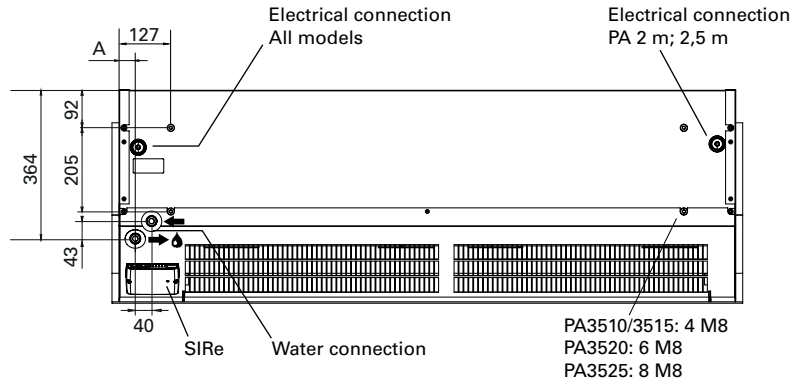 Electrical connection
All models
Electrical connection
PA 2 m; 2,5 m
127
A
92
364
205
43
40
SIRe
Water connection
PA3510/3515: 4 M8
PA3520: 6 M8
PA3525: 8 M8